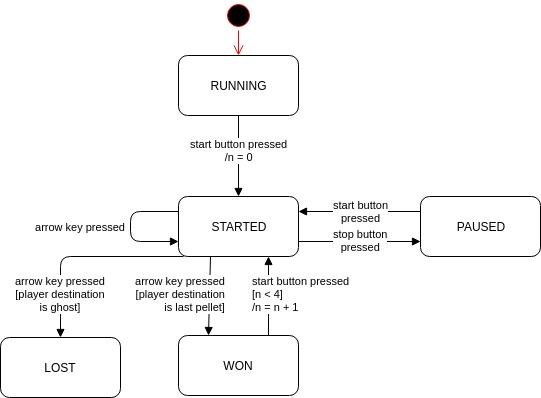 RUNNING
start button pressed
/n = 0
STARTED
start button
pressed
stop button
pressed
PAUSED
arrow key pressed
arrow key pressed
[player destination
is ghost]
arrow key pressed
[player destination
is last pellet]
start button pressed
[n < 4]
/n = n + 1
LOST
WON